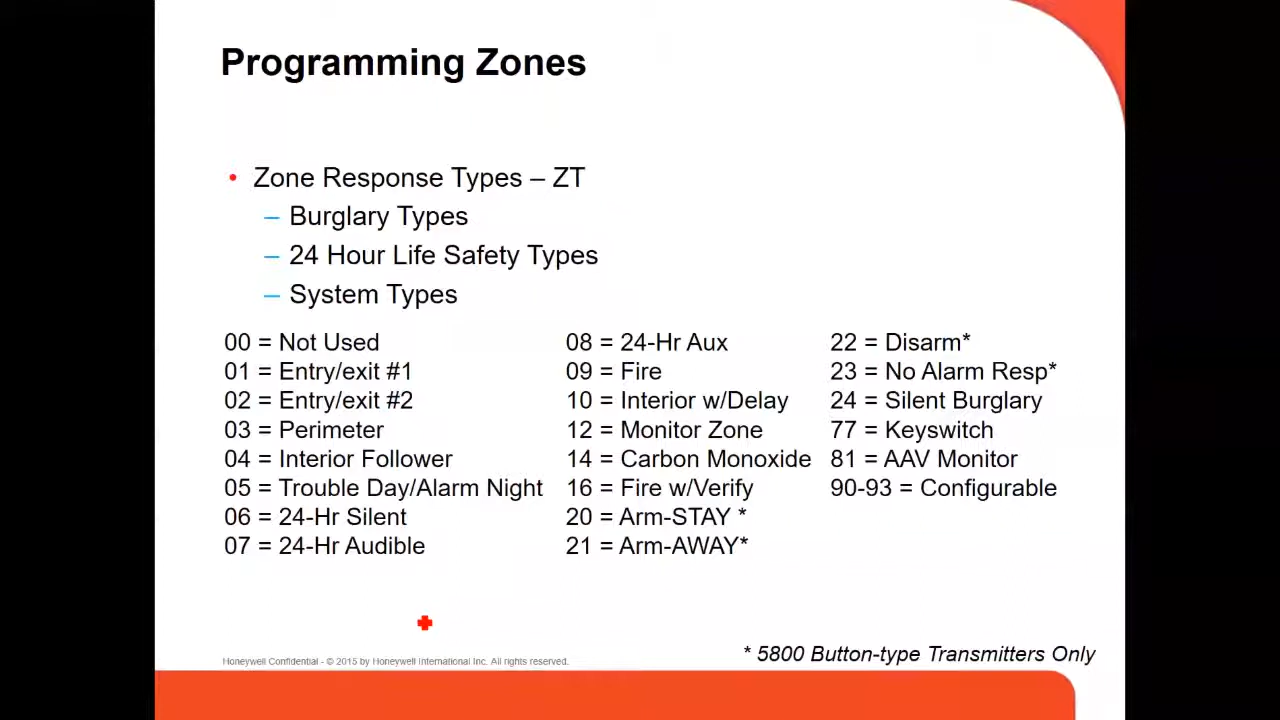 Programming Zones
• Zone Response Types – ZT
– Burglary Types
– 24 Hour Life Safety Types
– System Types
00 = Not Used
01 = Entry/exit #1
02 = Entry/exit #2
03 = Perimeter
04 = Interior Follower
05 = Trouble Day/Alarm Night
06 = 24-Hr Silent
07 = 24-Hr Audible
08 = 24-Hr Aux
09 = Fire
10 = Interior w/Delay
12 = Monitor Zone
14 = Carbon Monoxide
16 = Fire w/Verify
20 = Arm-STAY *
21 = Arm-AWAY*
22 = Disarm*
23 = No Alarm Resp*
24 = Silent Burglary
77 = Keyswitch
81 = AAV Monitor
90-93 = Configurable
* 5800 Button-type Transmitters Only
Honeywell Confidential - © 2015 by Honeywell International Inc. All rights reserved.